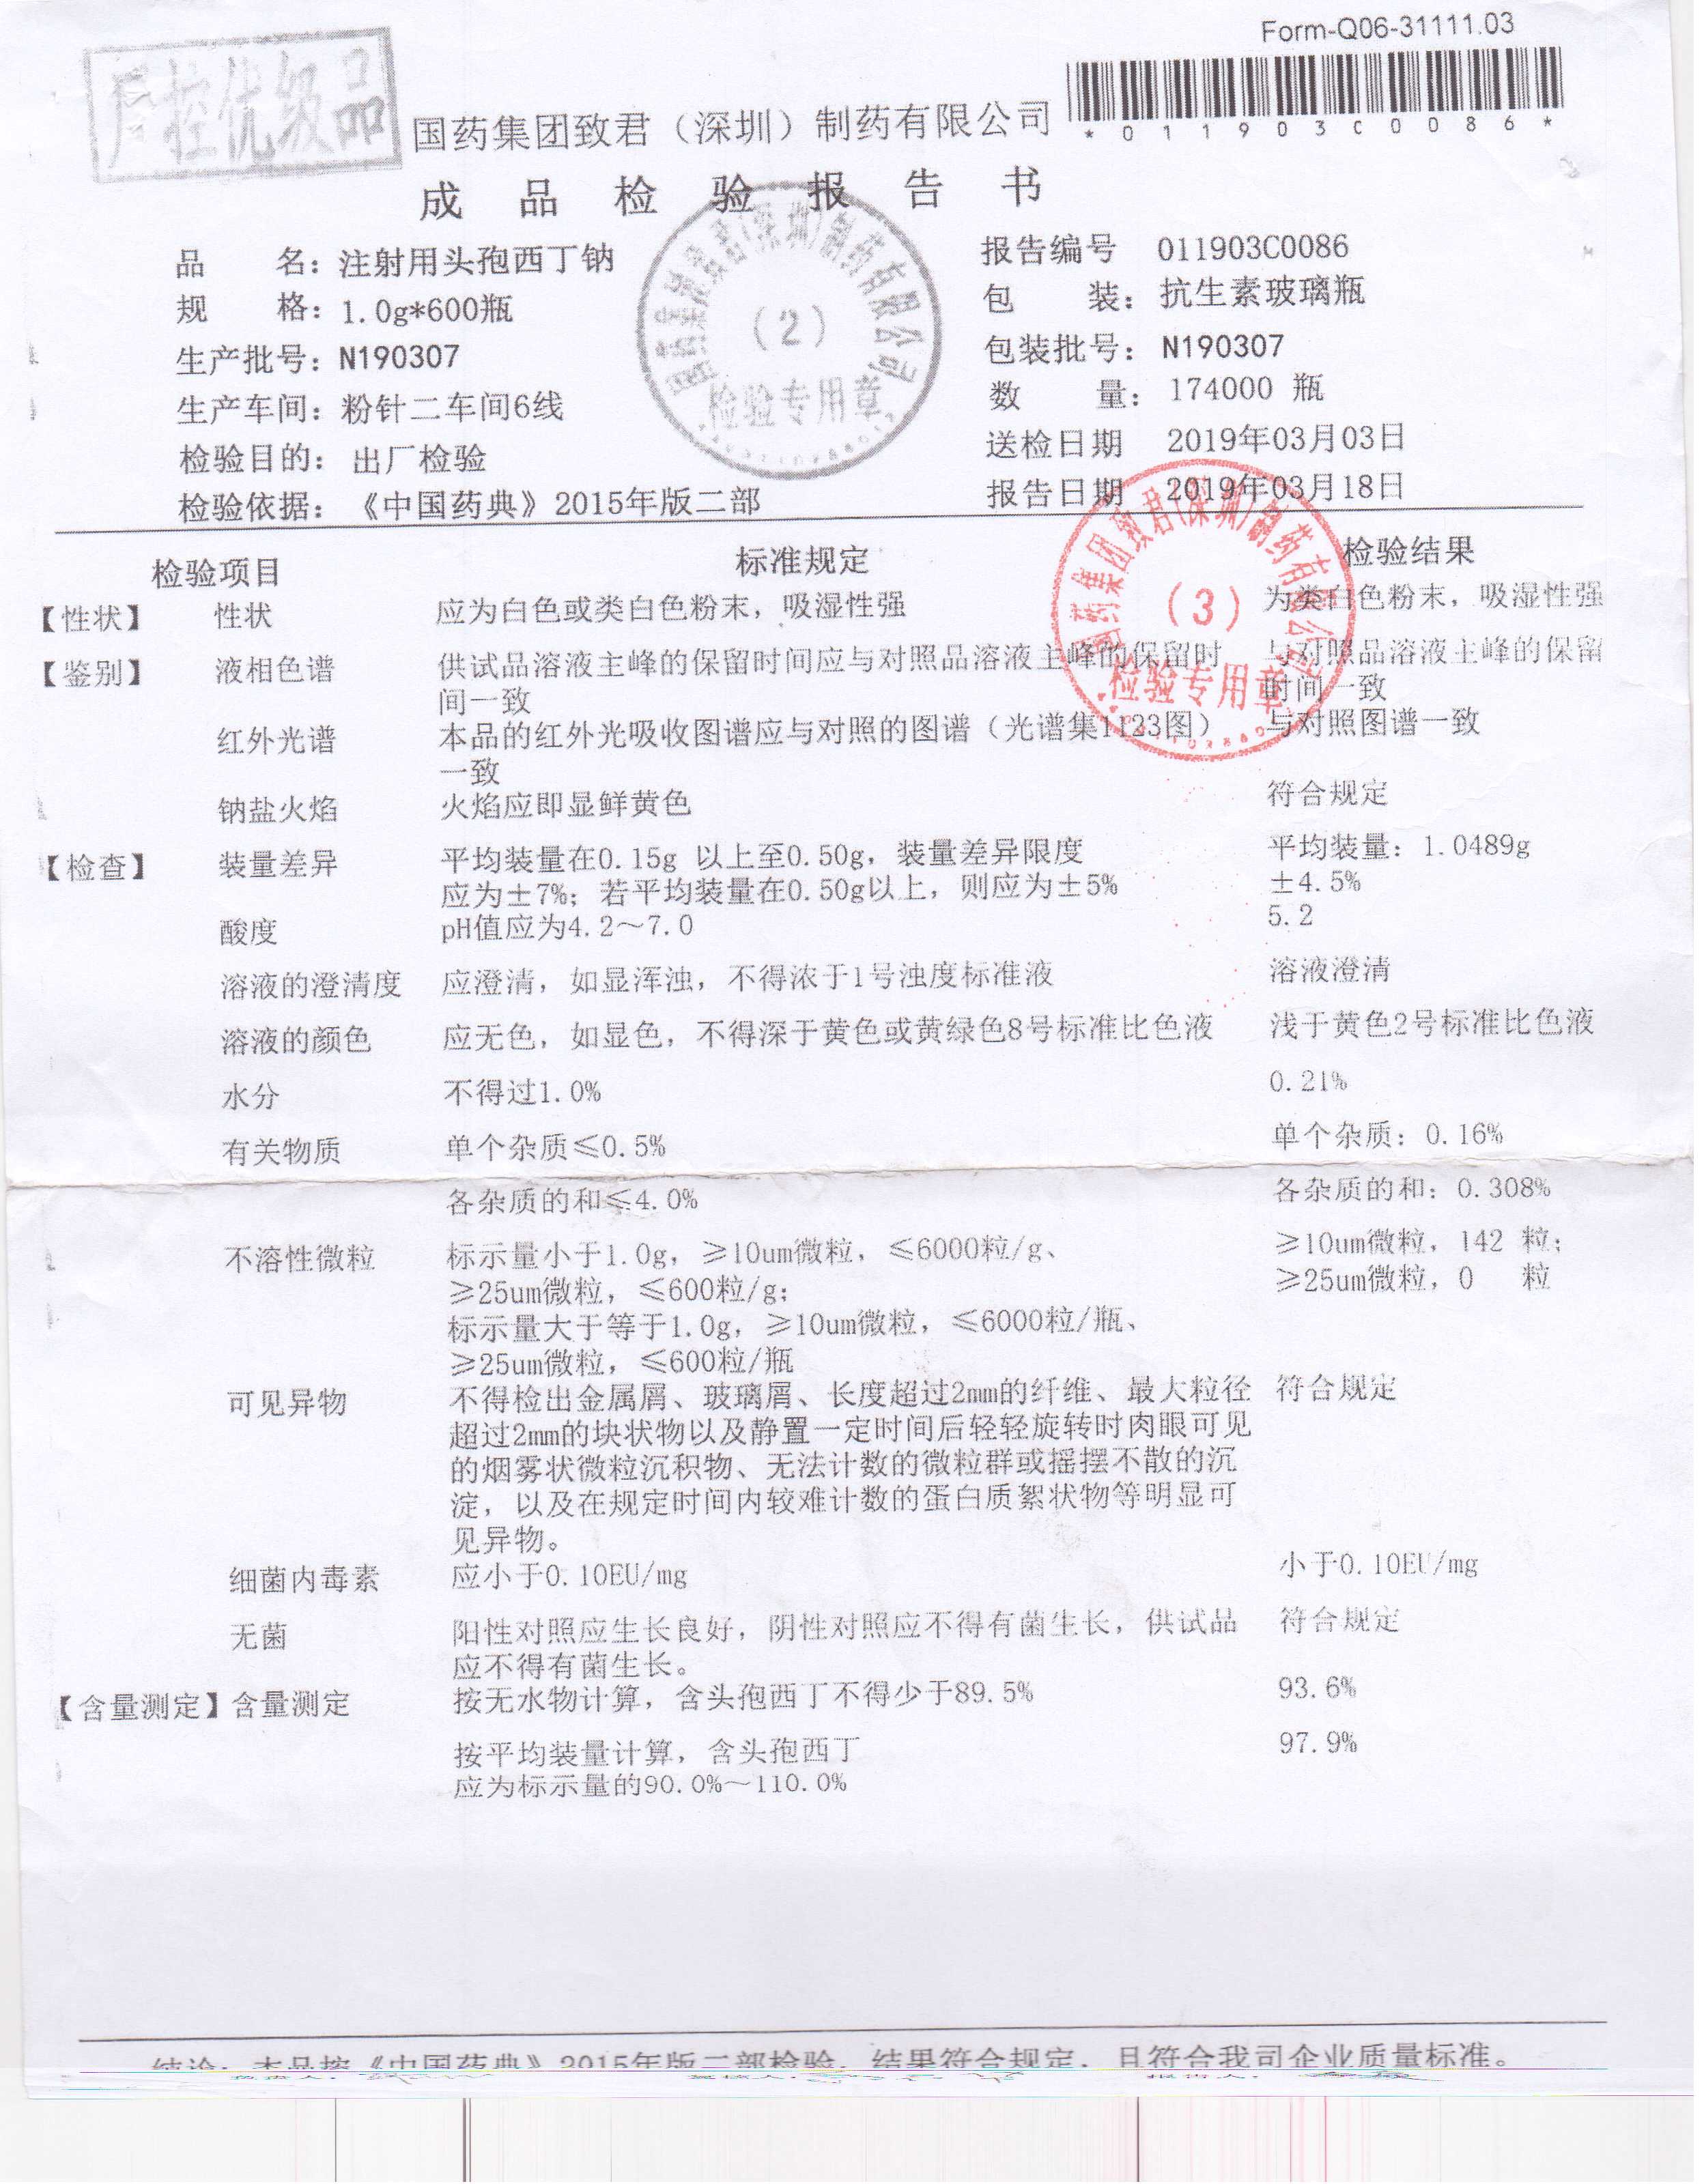 Form-Q06-31111.03
*011903C0086*
质控优级品
国药集团致君（深圳）制药有限公司
成品检验报告书
品 名：注射用头孢西丁钠
报告编号 011903C0086
规 格：1.0g*600瓶
包 装：抗生素玻璃瓶
生产批号：N190307
包装批号：N190307
生产车间：粉针二车间6线
数 量：174000 瓶
检验目的：出厂检验
送检日期 2019年03月03日
检验依据：《中国药典》2015年版二部
报告日期 2019年03月18日
国药集团致君(深圳)制药有限公司
（2）
检验专用章
国药集团致君(深圳)制药有限公司
（3）
检验专用章
检验项目 标准规定 检验结果
【性状】 性状 应为白色或类白色粉末，吸湿性强 为类白色粉末，吸湿性强
【鉴别】 液相色谱 供试品溶液主峰的保留时间应与对照品溶液主峰的保留时 与对照品溶液主峰的保留
间一致 时间一致
红外光谱 本品的红外光吸收图谱应与对照的图谱（光谱集1123图） 与对照图谱一致
一致
钠盐火焰 火焰应即显鲜黄色 符合规定
【检查】 装量差异 平均装量在0.15g 以上至0.50g，装量差异限度 平均装量：1.0489g
应为±7%；若平均装量在0.50g以上，则应为±5% ±4.5%
酸度 pH值应为4.2～7.0 5.2
溶液的澄清度 应澄清，如显浑浊，不得浓于1号浊度标准液 溶液澄清
溶液的颜色 应无色，如显色，不得深于黄色或黄绿色8号标准比色液 浅于黄色2号标准比色液
水分 不得过1.0% 0.21%
有关物质 单个杂质≤0.5% 单个杂质：0.16%
各杂质的和≤4.0% 各杂质的和：0.308%
不溶性微粒 标示量小于1.0g，≥10um微粒，≤6000粒/g、 ≥10um微粒，142 粒；
≥25um微粒，≤600粒/g； ≥25um微粒，0 粒
标示量大于等于1.0g，≥10um微粒，≤6000粒/瓶、
≥25um微粒，≤600粒/瓶
可见异物 不得检出金属屑、玻璃屑、长度超过2mm的纤维、最大粒径 符合规定
超过2mm的块状物以及静置一定时间后轻轻旋转时肉眼可见
的烟雾状微粒沉积物、无法计数的微粒群或摇摆不散的沉
淀，以及在规定时间内较难计数的蛋白质絮状物等明显可
见异物。
细菌内毒素 应小于0.10EU/mg 小于0.10EU/mg
无菌 阳性对照应生长良好，阴性对照应不得有菌生长，供试品 符合规定
应不得有菌生长。
【含量测定】含量测定 按无水物计算，含头孢西丁不得少于89.5% 93.6%
按平均装量计算，含头孢西丁 97.9%
应为标示量的90.0%～110.0%
结论：本品按《中国药典》2015年版二部检验，结果符合规定，且符合我司企业质量标准。